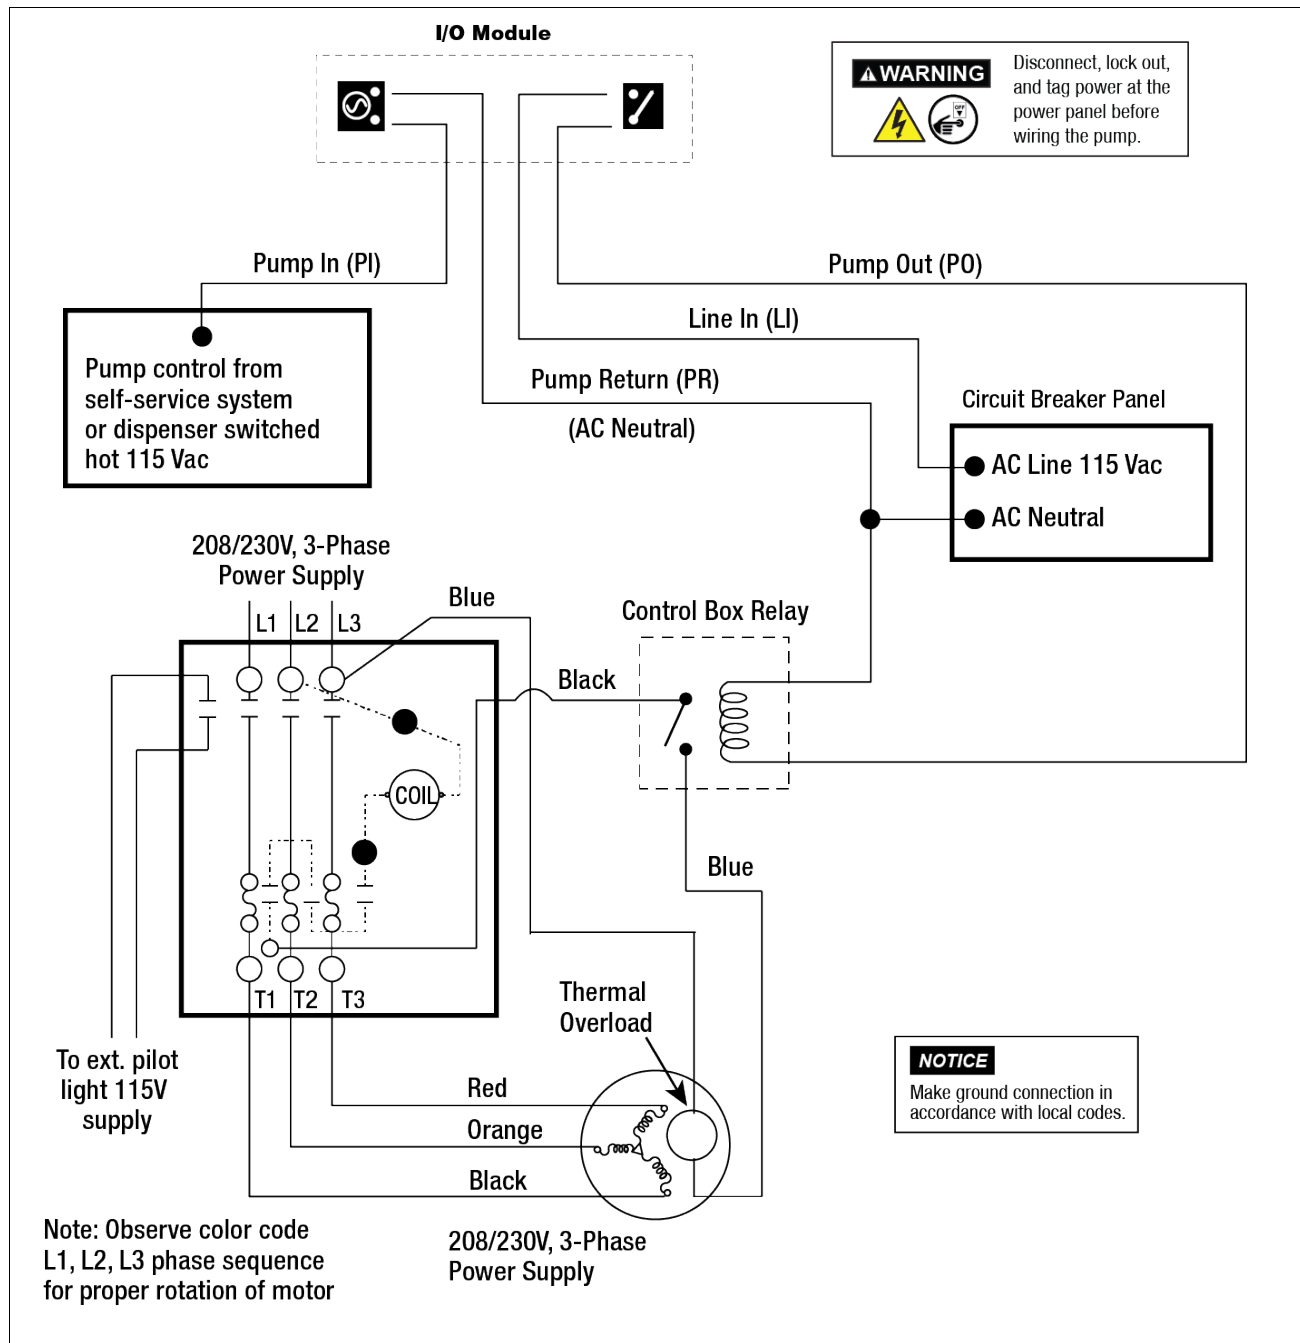 I/O Module
WARNING
Disconnect, lock out,
and tag power at the
power panel before
wiring the pump.
OFF
Pump In (PI)
Pump Out (PO)
Line In (LI)
Pump control from
self-service system
or dispenser switched
hot 115 Vac
Pump Return (PR)
(AC Neutral)
Circuit Breaker Panel
AC Line 115 Vac
AC Neutral
208/230V, 3-Phase
Power Supply
L1 L2 L3
Blue
Control Box Relay
Black
COIL
Blue
T1 T2 T3
Thermal
Overload
To ext. pilot
light 115V
supply
NOTICE
Make ground connection in
accordance with local codes.
Red
Orange
Black
Note: Observe color code
L1, L2, L3 phase sequence
for proper rotation of motor
208/230V, 3-Phase
Power Supply